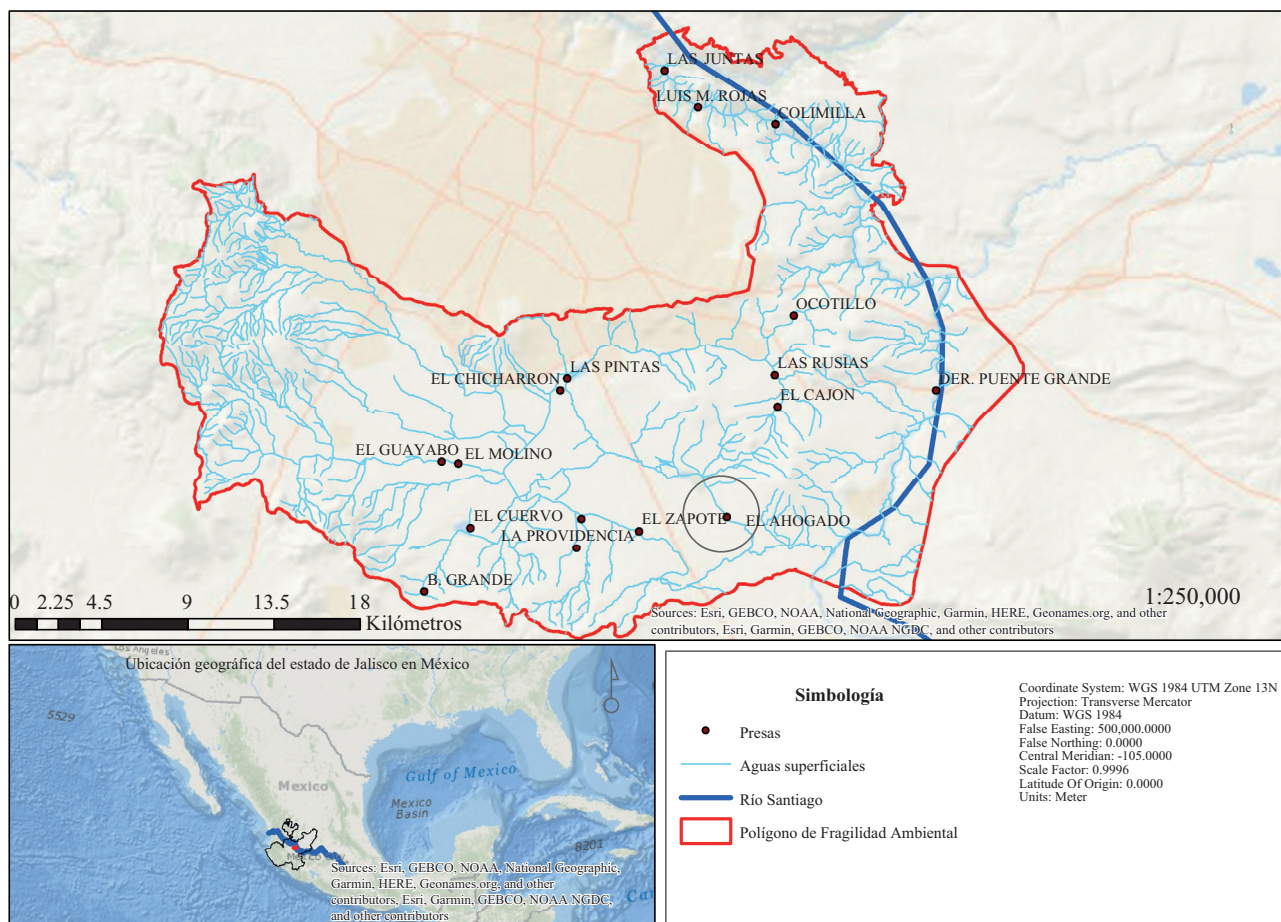 LAS JUNTAS
LUIS M. ROJAS
COLIMILLA
OCOTILLO
LAS PINTAS
EL CHICHARRON
LAS RUSIAS
DER. PUENTE GRANDE
EL CAJON
EL GUAYABO
EL MOLINO
EL CUERVO
EL ZAPOTE
EL AHOGADO
LA PROVIDENCIA
B. GRANDE
0 2.25 4.5 9 13.5 18
Kilómetros
1:250,000
Sources: Esri, GEBCO, NOAA, National Geographic, Garmin, HERE, Geonames.org, and other
contributors, Esri, Garmin, GEBCO, NOAA NGDC, and other contributors
Los Angeles
Ubicación geográfica del estado de Jalisco en México
5529
Mexico
Gulf of Mexico
Mexico
Basin
8201
Sources: Esri, GEBCO, NOAA, National Geographic,
Garmin, HERE, Geonames.org, and other
contributors, Esri, Garmin, GEBCO, NOAA NGDC,
and other contributors
Simbología
Presas
Aguas superficiales
Río Santiago
Polígono de Fragilidad Ambiental
Coordinate System: WGS 1984 UTM Zone 13N
Projection: Transverse Mercator
Datum: WGS 1984
False Easting: 500,000.0000
False Northing: 0.0000
Central Meridian: -105.0000
Scale Factor: 0.9996
Latitude Of Origin: 0.0000
Units: Meter